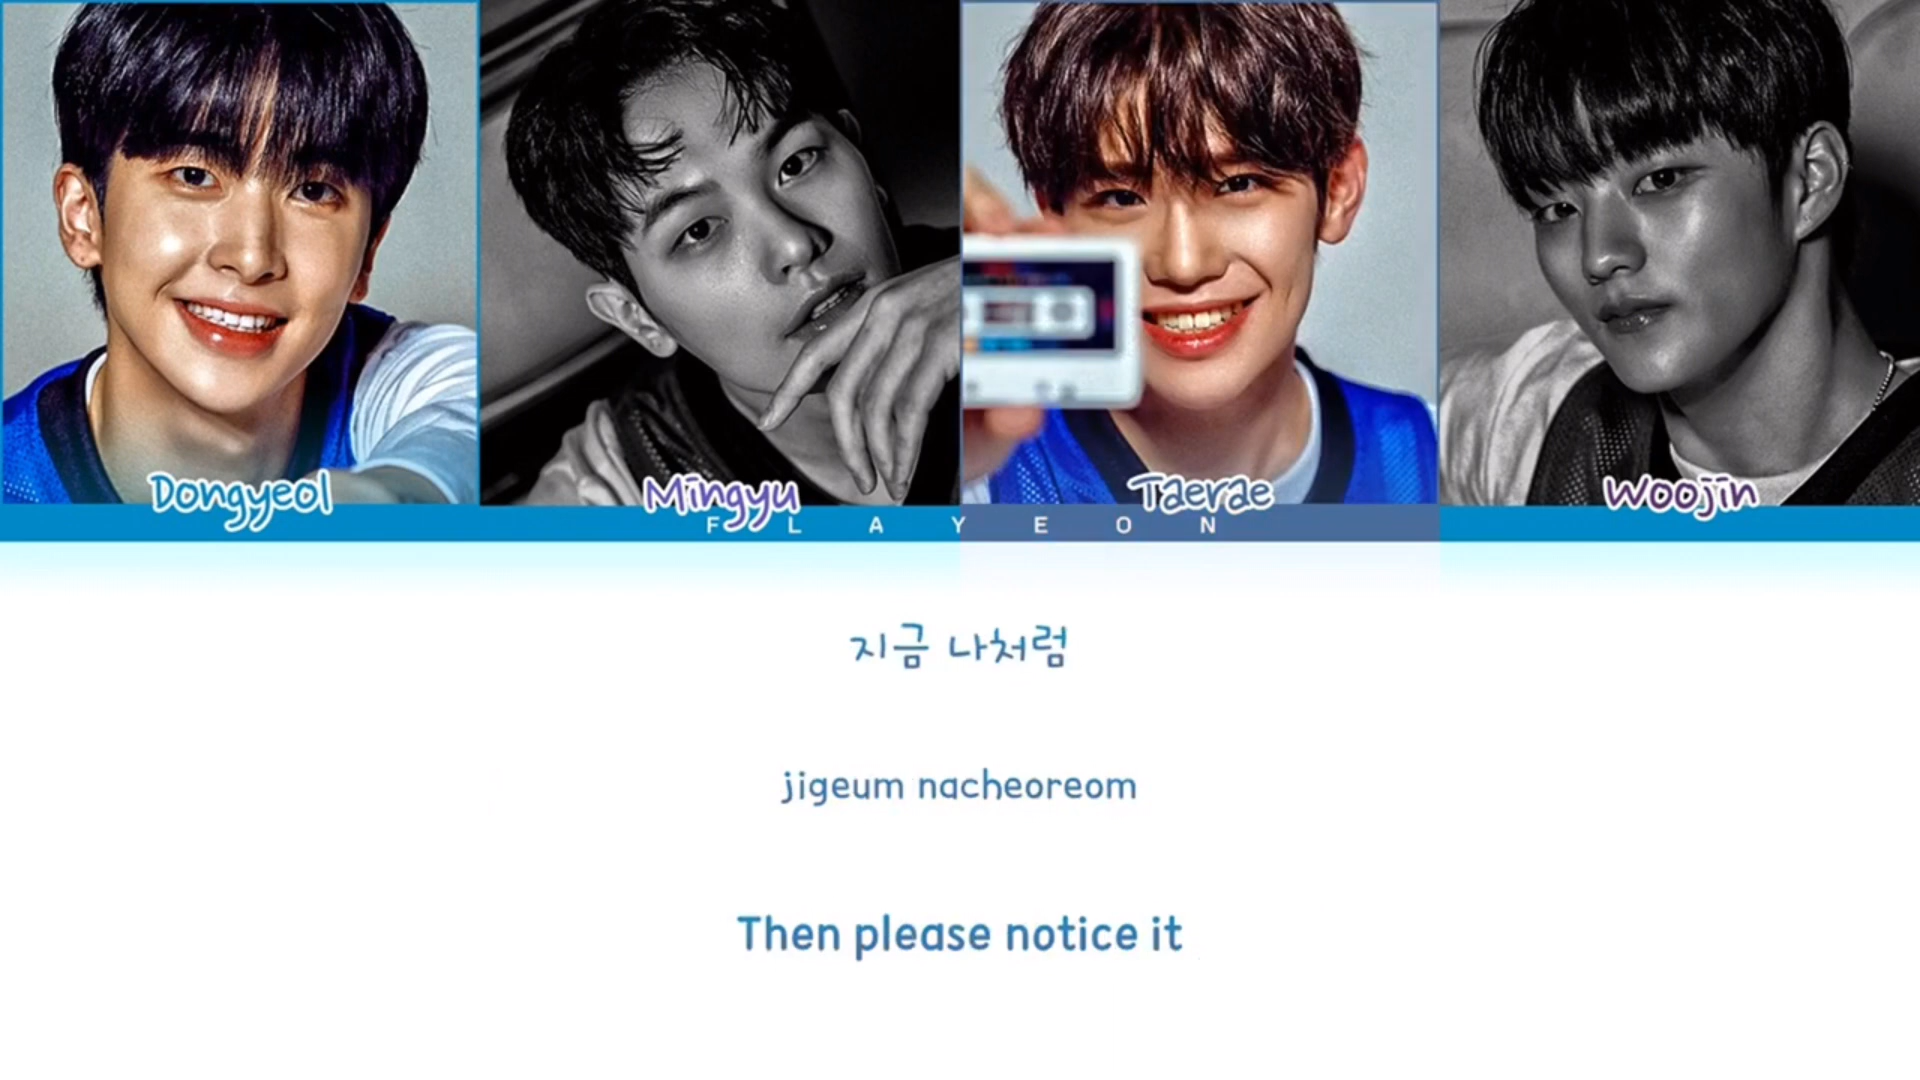 Dongyeol
Mingyu
Taerae
Woojin
FLAYEON
지금 나처럼
jigeum nacheoreom
Then please notice it